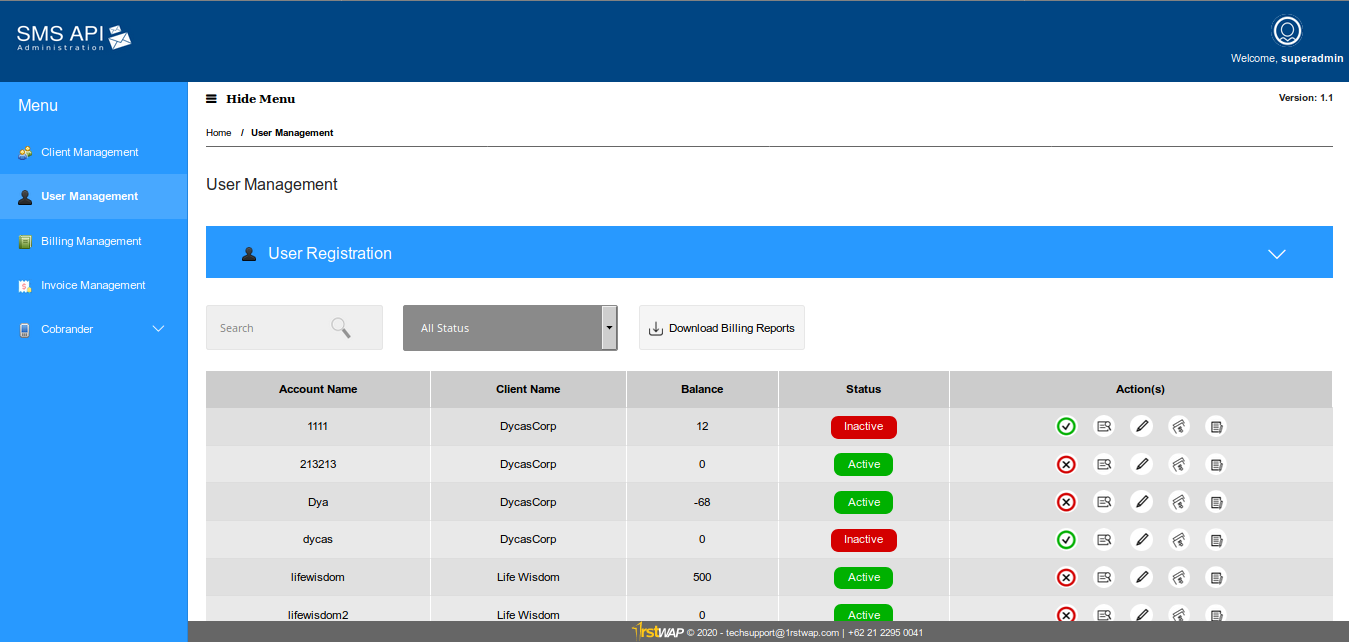 SMS API
Administration
Welcome, superadmin
Menu
Client Management
User Management
Billing Management
Invoice Management
Cobrander
Hide Menu
Version: 1.1
Home / User Management
User Management
User Registration
Search
All Status
Download Billing Reports
Account Name Client Name Balance Status Action(s)
1111 DycasCorp 12 Inactive
213213 DycasCorp 0 Active
Dya DycasCorp -68 Active
dycas DycasCorp 0 Inactive
lifewisdom Life Wisdom 500 Active
lifewisdom2 Life Wisdom 0 Active
1rstWAP © 2020 - techsupport@1rstwap.com | +62 21 2295 0041